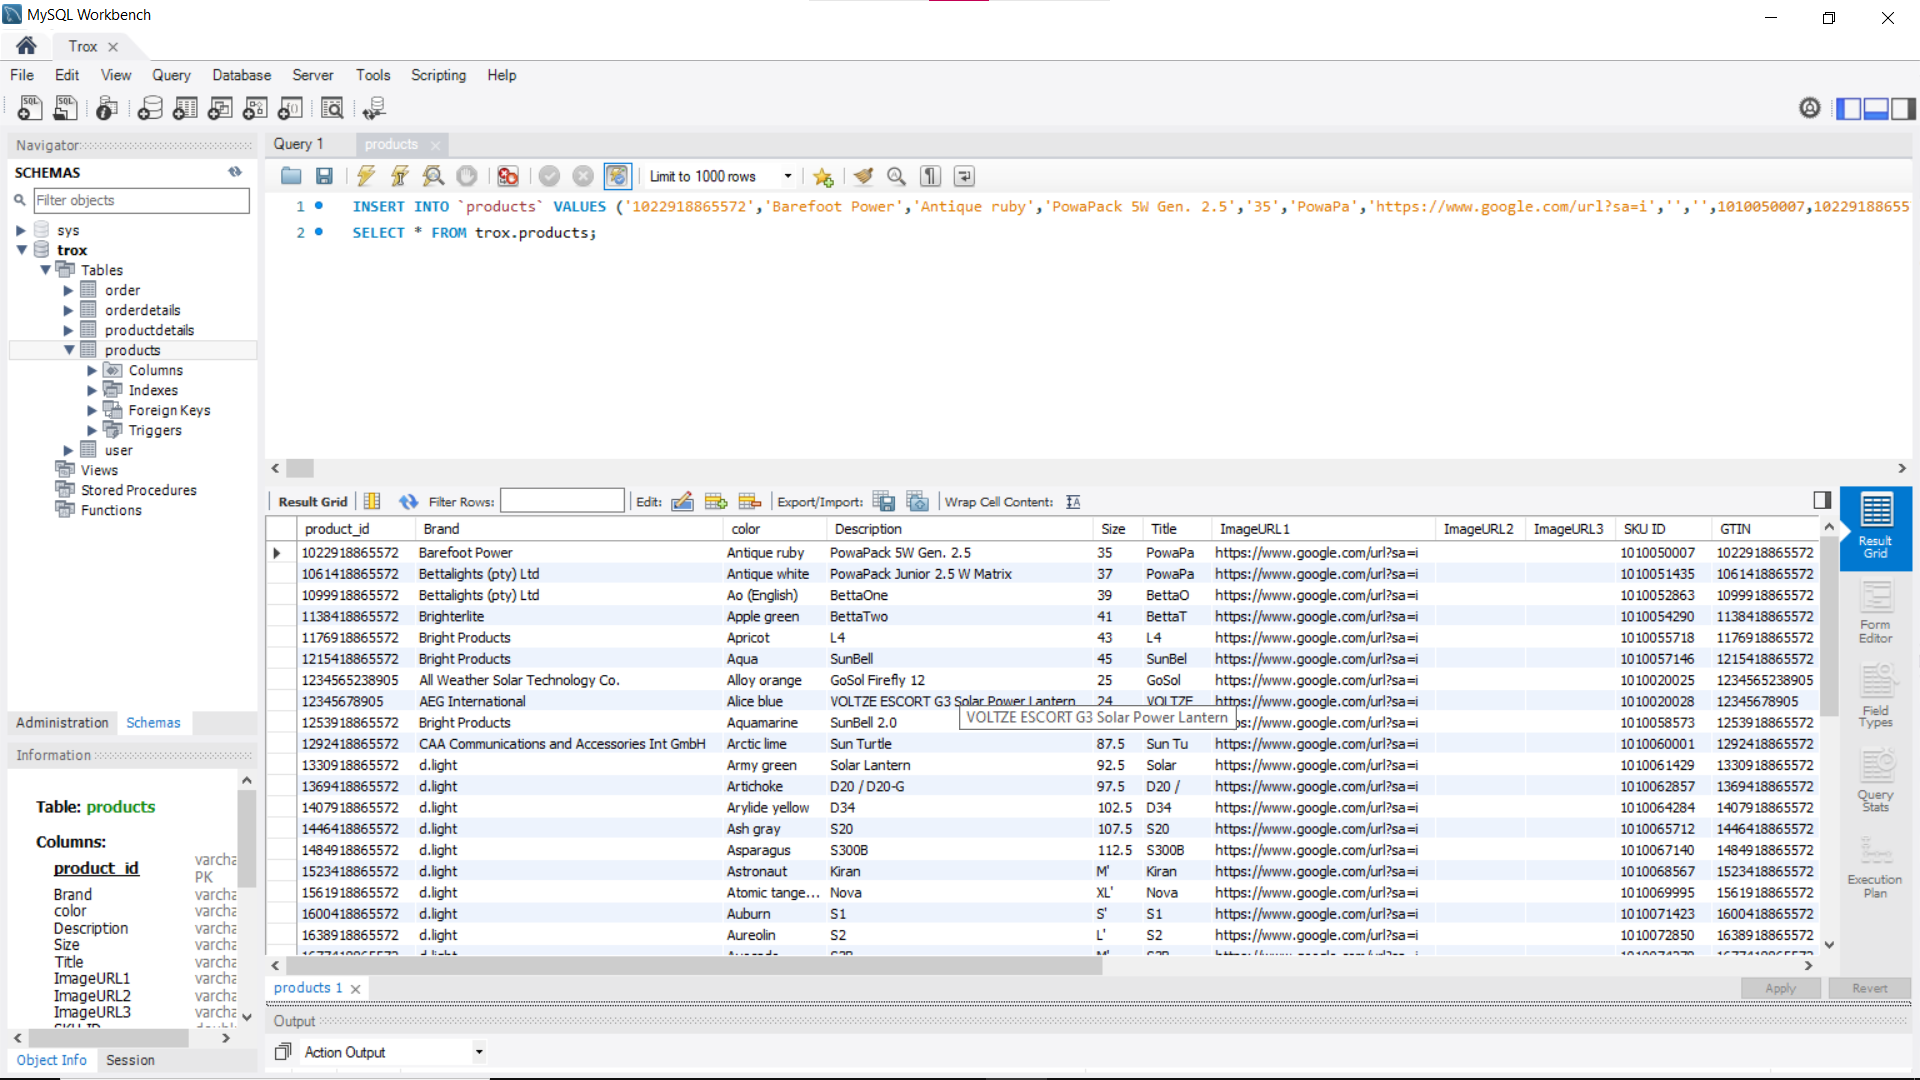 MySQL Workbench
Trox
File Edit View Query Database Server Tools Scripting Help
Navigator
SCHEMAS
Filter objects
sys
trox
Tables
order
orderdetails
productdetails
products
Columns
Indexes
Foreign Keys
Triggers
user
Views
Stored Procedures
Functions
Administration Schemas
Information
Table: products
Columns:
product_id varcha
PK
Brand varcha
color varcha
Description varcha
Size varcha
Title varcha
ImageURL1 varcha
ImageURL2 varcha
ImageURL3 varcha
Object Info Session
Query 1 products
Limit to 1000 rows
1 INSERT INTO `products` VALUES ('1022918865572','Barefoot Power','Antique ruby','PowaPack 5W Gen. 2.5','35','PowaPa','https://www.google.com/url?sa=i','','',1010050007,10229188655
2 SELECT * FROM trox.products;
Result Grid Filter Rows: Edit: Export/Import: Wrap Cell Content:
product_id Brand color Description Size Title ImageURL1 ImageURL2 ImageURL3 SKU ID GTIN
1022918865572 Barefoot Power Antique ruby PowaPack 5W Gen. 2.5 35 PowaPa https://www.google.com/url?sa=i 1010050007 1022918865572
1061418865572 Bettalights (pty) Ltd Antique white PowaPack Junior 2.5 W Matrix 37 PowaPa https://www.google.com/url?sa=i 1010051435 1061418865572
1099918865572 Bettalights (pty) Ltd Ao (English) BettaOne 39 BettaO https://www.google.com/url?sa=i 1010052863 1099918865572
1138418865572 Brighterlite Apple green BettaTwo 41 BettaT https://www.google.com/url?sa=i 1010054290 1138418865572
1176918865572 Bright Products Apricot L4 43 L4 https://www.google.com/url?sa=i 1010055718 1176918865572
1215418865572 Bright Products Aqua SunBell 45 SunBel https://www.google.com/url?sa=i 1010057146 1215418865572
1234565238905 All Weather Solar Technology Co. Alloy orange GoSol Firefly 12 25 GoSol https://www.google.com/url?sa=i 1010020025 1234565238905
12345678905 AEG International Alice blue VOLTZE ESCORT G3 Solar Power Lantern 24 VOLTZE https://www.google.com/url?sa=i 1010020028 12345678905
VOLTZE ESCORT G3 Solar Power Lantern
1253918865572 Bright Products Aquamarine SunBell 2.0 ps://www.google.com/url?sa=i 1010058573 1253918865572
1292418865572 CAA Communications and Accessories Int GmbH Arctic lime Sun Turtle 87.5 Sun Tu https://www.google.com/url?sa=i 1010060001 1292418865572
1330918865572 d.light Army green Solar Lantern 92.5 Solar https://www.google.com/url?sa=i 1010061429 1330918865572
1369418865572 d.light Artichoke D20 / D20-G 97.5 D20 / https://www.google.com/url?sa=i 1010062857 1369418865572
1407918865572 d.light Arylide yellow D34 102.5 D34 https://www.google.com/url?sa=i 1010064284 1407918865572
1446418865572 d.light Ash gray S20 107.5 S20 https://www.google.com/url?sa=i 1010065712 1446418865572
1484918865572 d.light Asparagus S300B 112.5 S300B https://www.google.com/url?sa=i 1010067140 1484918865572
1523418865572 d.light Astronaut Kiran M' Kiran https://www.google.com/url?sa=i 1010068567 1523418865572
1561918865572 d.light Atomic tange... Nova XL' Nova https://www.google.com/url?sa=i 1010069995 1561918865572
1600418865572 d.light Auburn S1 S' S1 https://www.google.com/url?sa=i 1010071423 1600418865572
1638918865572 d.light Aureolin S2 L' S2 https://www.google.com/url?sa=i 1010072850 1638918865572
Result
Grid
Form
Editor
Field
Types
Query
Stats
Execution
Plan
products 1
Apply Revert
Output
Action Output